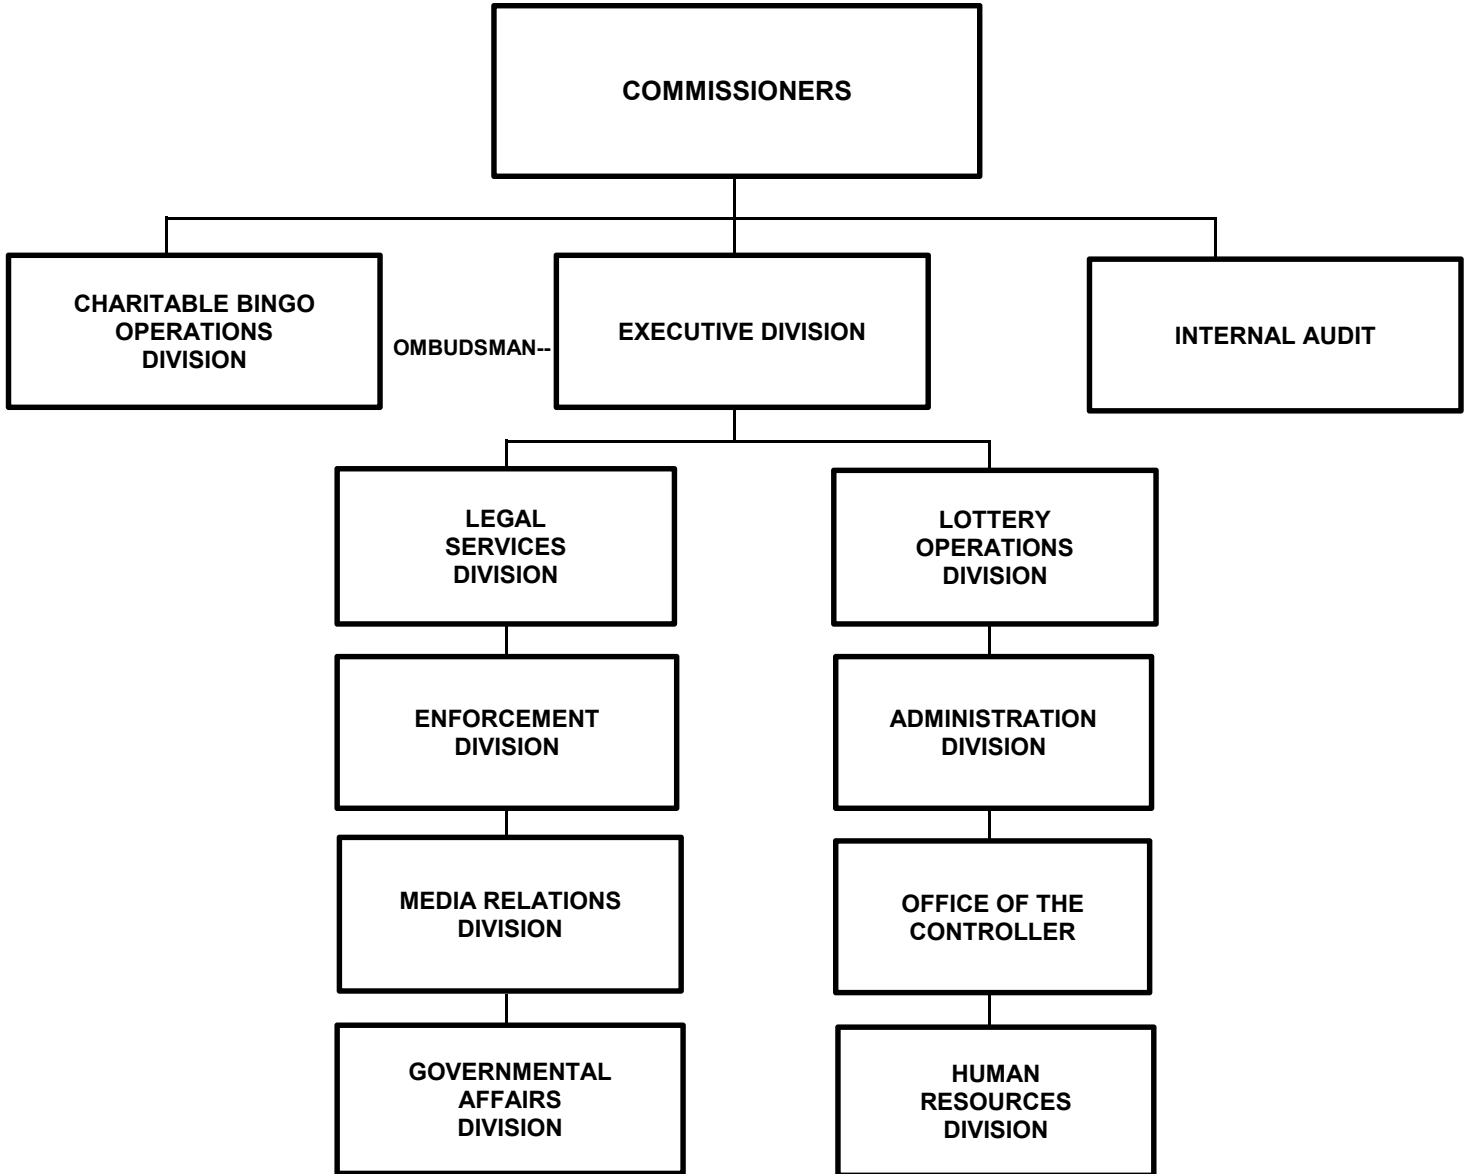 COMMISSIONERS
CHARITABLE BINGO
OPERATIONS
DIVISION
OMBUDSMAN--
EXECUTIVE DIVISION
INTERNAL AUDIT
LEGAL
SERVICES
DIVISION
LOTTERY
OPERATIONS
DIVISION
ENFORCEMENT
DIVISION
ADMINISTRATION
DIVISION
MEDIA RELATIONS
DIVISION
OFFICE OF THE
CONTROLLER
GOVERNMENTAL
AFFAIRS
DIVISION
HUMAN
RESOURCES
DIVISION